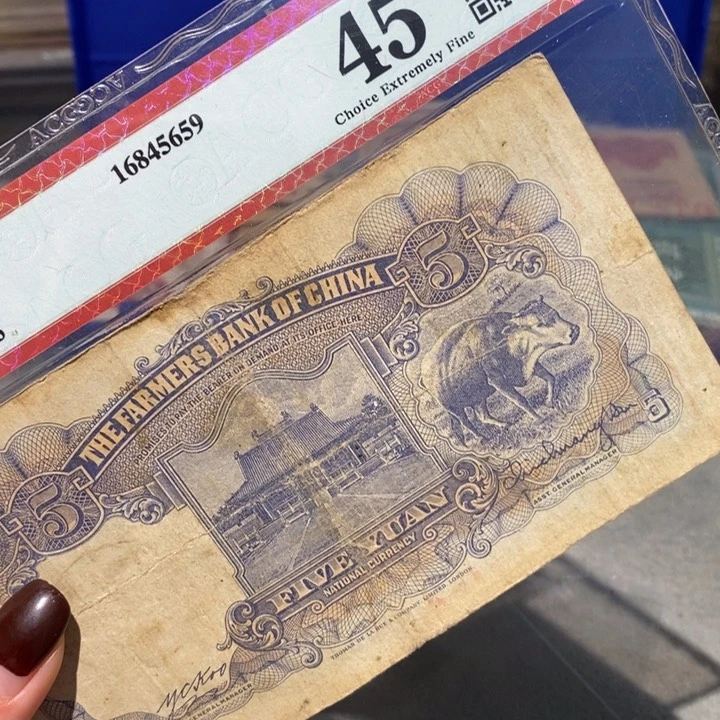 45
Choice Extremely Fine
16845659
5
THE FARMERS BANK OF CHINA
PROMISES TO PAY THE BEARER ON DEMAND AT ITS OFFICE HERE
5
FIVE YUAN
NATIONAL CURRENCY
ASST. GENERAL MANAGER
THOMAS DE LA RUE & COMPANY, LIMITED, LONDON.
Y C Koo
GENERAL MANAGER